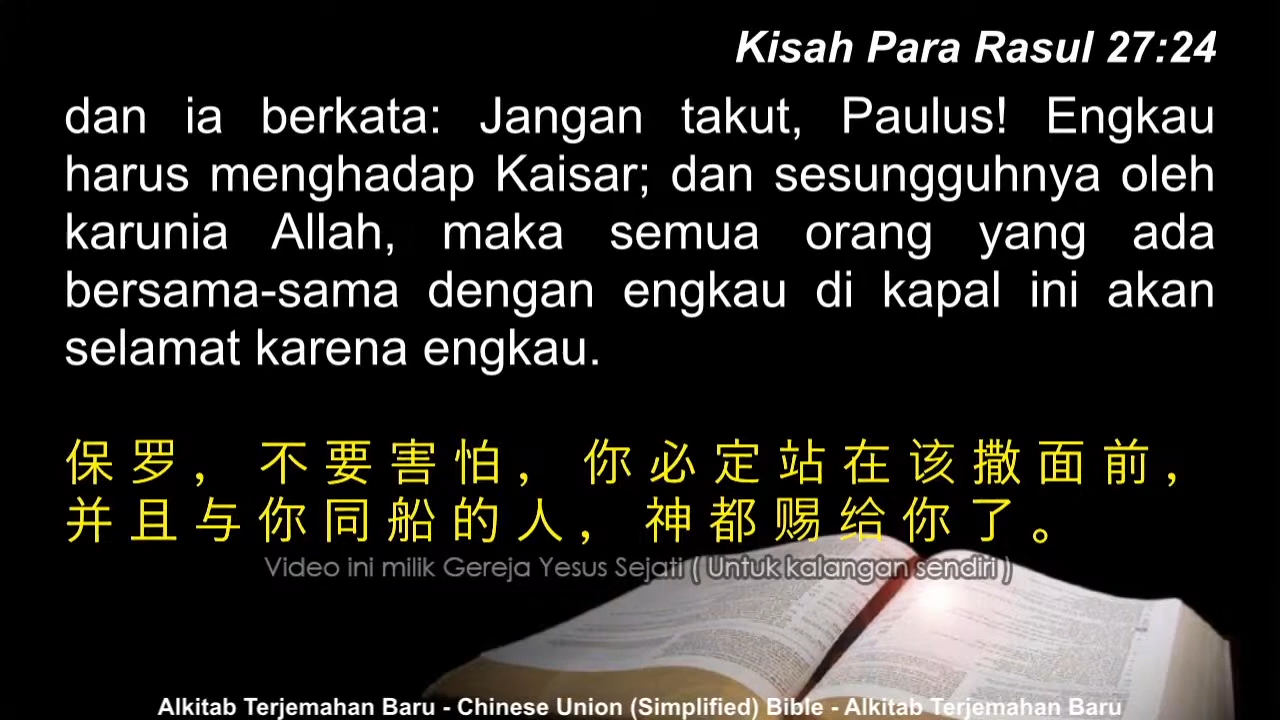 Kisah Para Rasul 27:24
dan ia berkata: Jangan takut, Paulus! Engkau
harus menghadap Kaisar; dan sesungguhnya oleh
karunia Allah, maka semua orang yang ada
bersama-sama dengan engkau di kapal ini akan
selamat karena engkau.
保罗，不要害怕，你必定站在该撒面前，
并且与你同船的人，神都赐给你了。
Video ini milik Gereja Yesus Sejati ( Untuk kalangan sendiri )
Alkitab Terjemahan Baru - Chinese Union (Simplified) Bible - Alkitab Terjemahan Baru